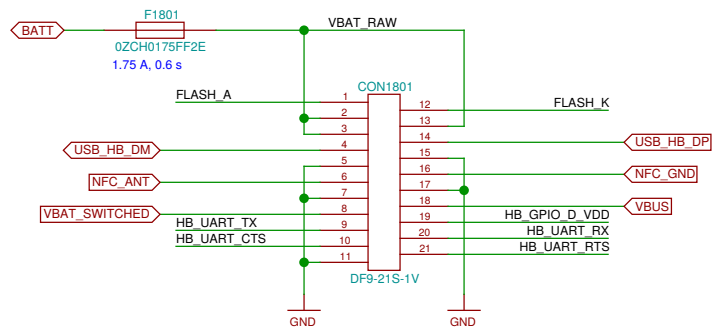 F1801
BATT
VBAT_RAW
0ZCH0175FF2E
1.75 A, 0.6 s
CON1801
FLASH_A
1
12
FLASH_K
2
13
3
14
USB_HB_DP
USB_HB_DM
4
15
5
16
NFC_GND
NFC_ANT
6
17
7
18
VBUS
VBAT_SWITCHED
8
19
HB_GPIO_D_VDD
HB_UART_TX
9
20
HB_UART_RX
HB_UART_CTS
10
21
HB_UART_RTS
11
DF9-21S-1V
GND
GND